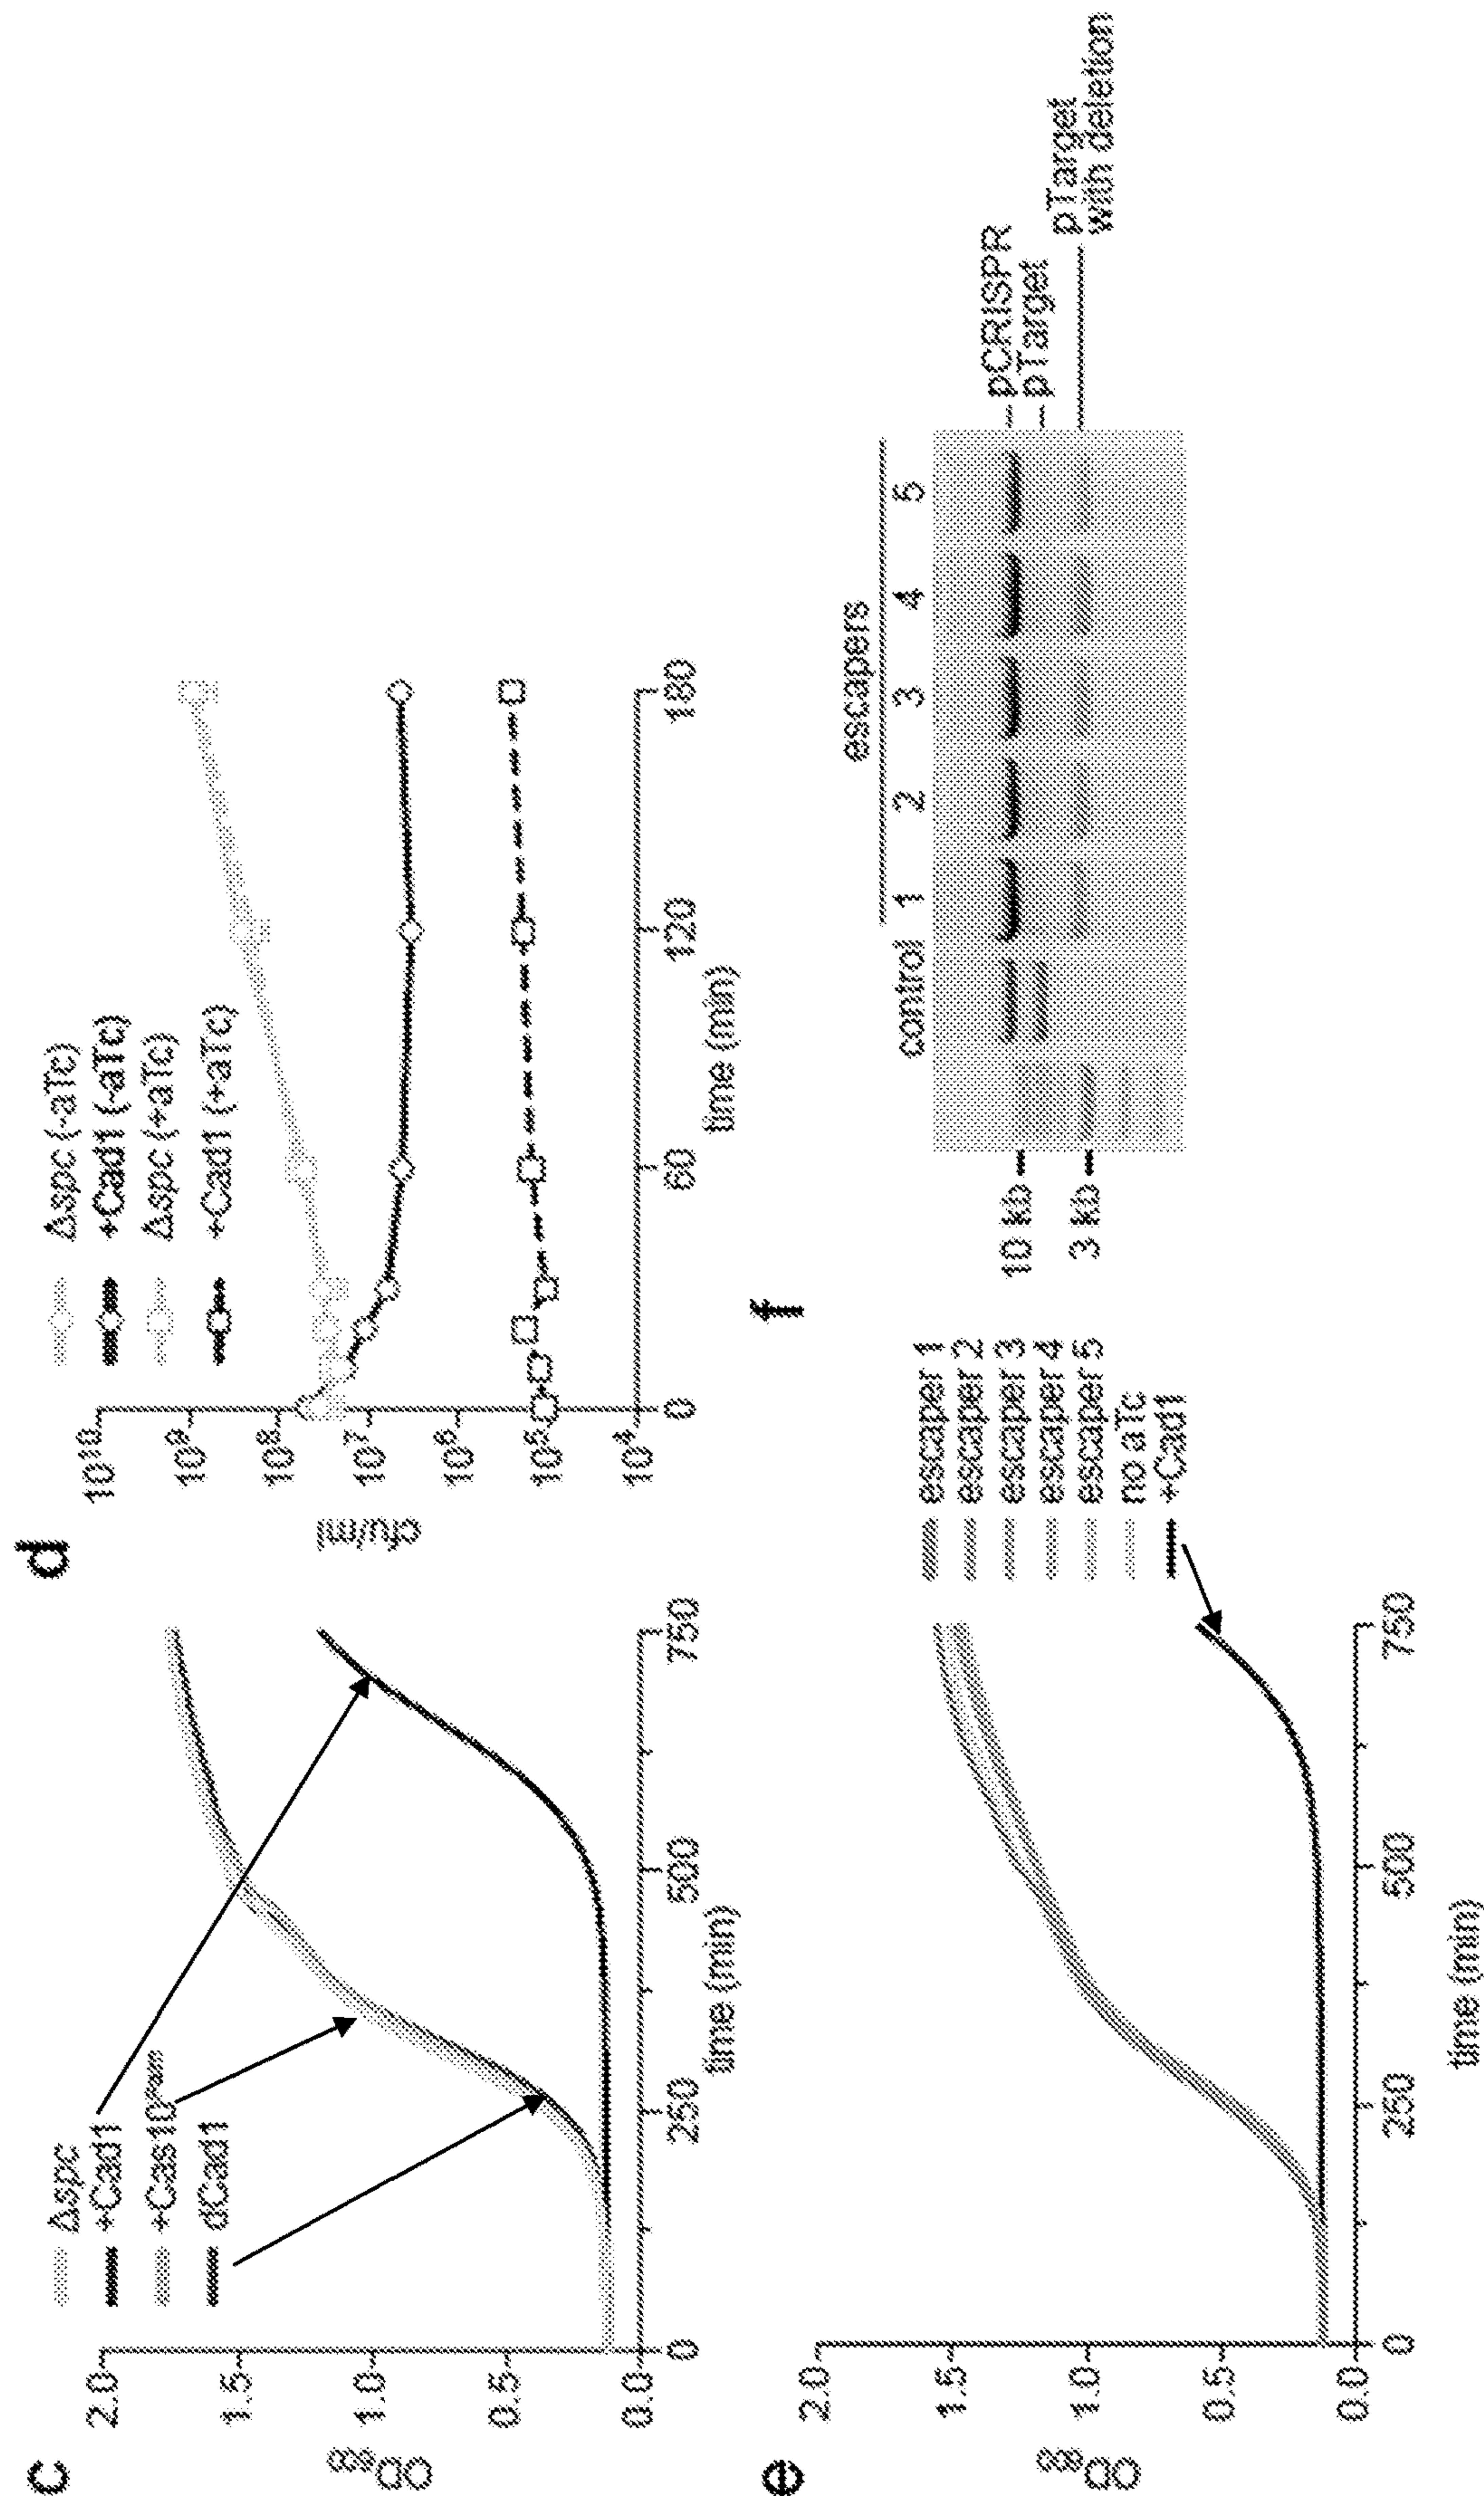 c
Δspc
+Cad1
+Cas10ᵖᵃˡᵐ
dCad1
OD₆₀₀
2.0
1.5
1.0
0.5
0.0
0
250
500
750
time (min)
d
Δspc (-aTc)
+Cad1 (-aTc)
Δspc (+aTc)
+Cad1 (+aTc)
cfu/ml
10¹⁰
10⁹
10⁸
10⁷
10⁶
10⁵
10⁴
0
60
120
180
time (min)
e
escaper 1
escaper 2
escaper 3
escaper 4
escaper 5
no aTc
+Cad1
OD₆₀₀
2.0
1.5
1.0
0.5
0.0
0
250
500
750
time (min)
f
escapers
control 1 2 3 4 5
10 kb
3 kb
pCRISPR
pTarget
pTarget
with deletion